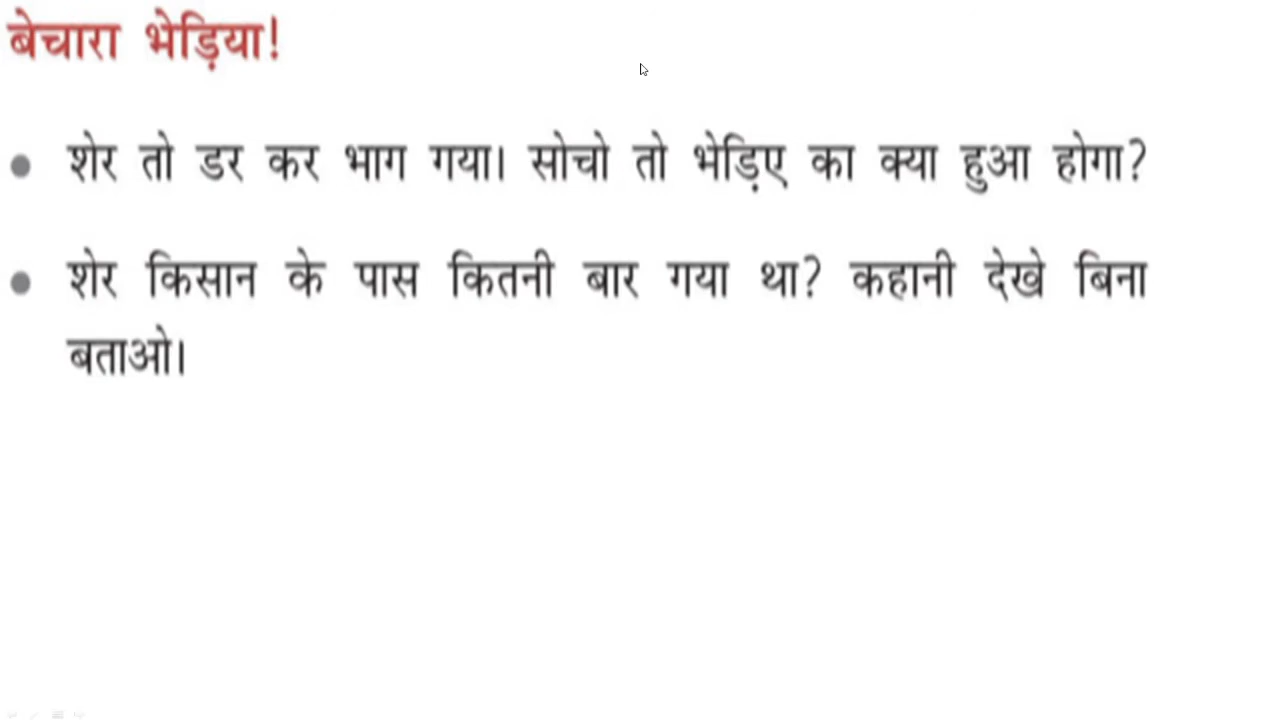 बेचारा भेड़िया!
शेर तो डर कर भाग गया। सोचो तो भेड़िए का क्या हुआ होगा?
शेर किसान के पास कितनी बार गया था? कहानी देखे बिना
बताओ।